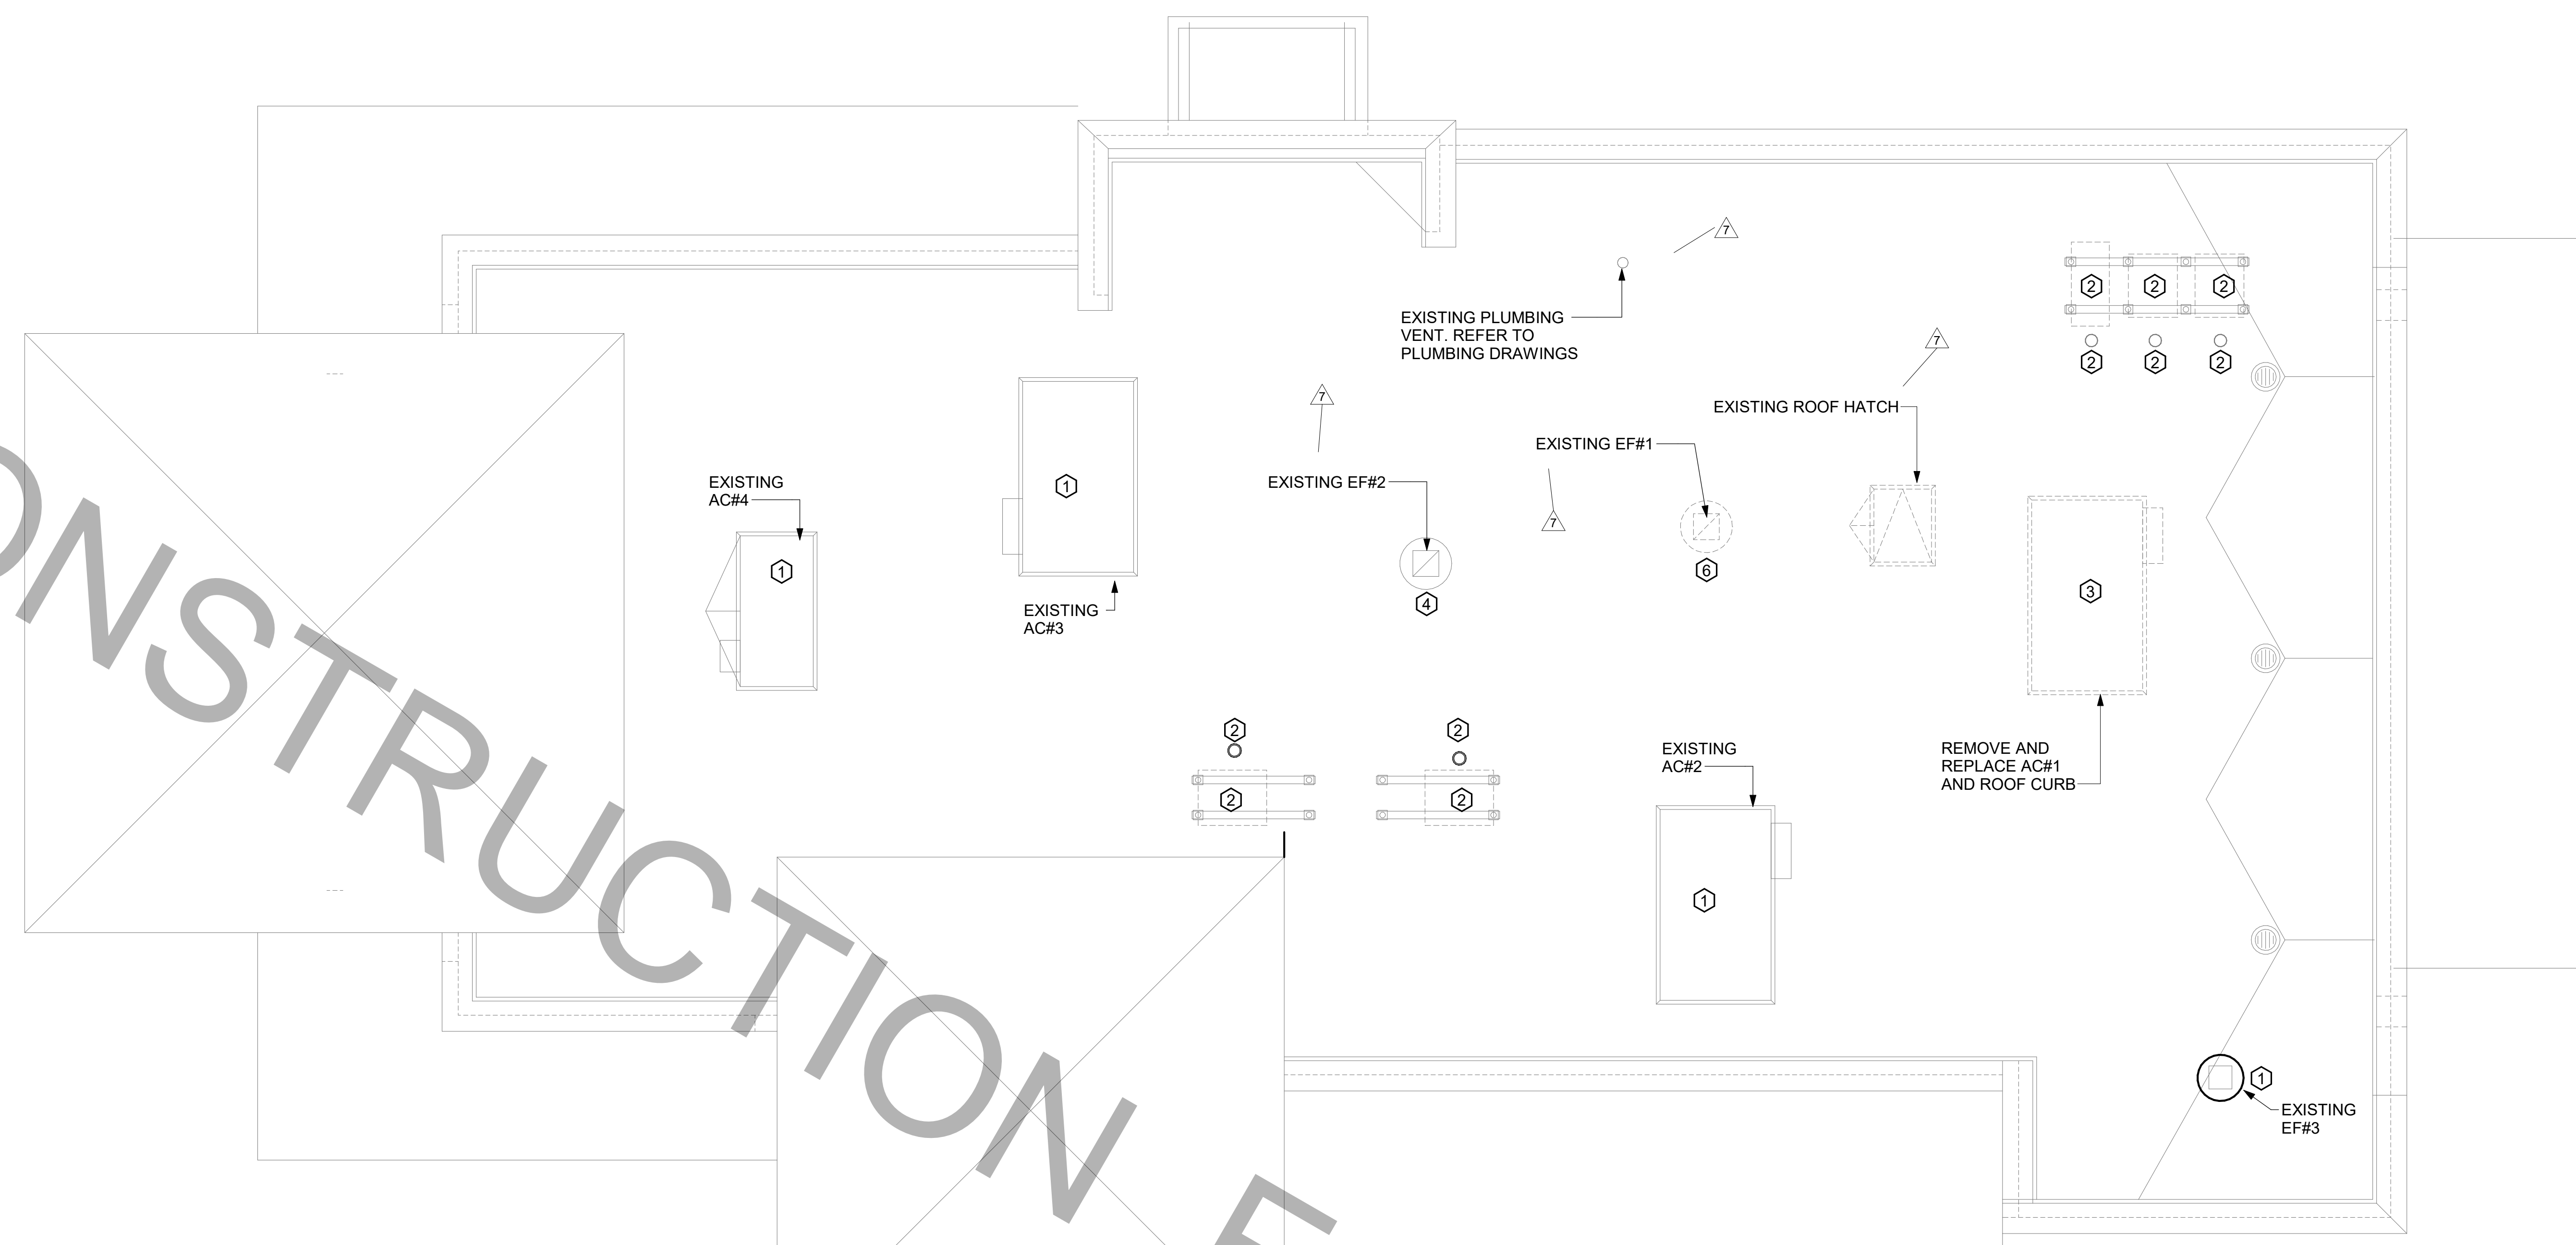 7
2
2
2
EXISTING PLUMBING
VENT. REFER TO
PLUMBING DRAWINGS
7
2
2
2
7
EXISTING ROOF HATCH
EXISTING EF#1
EXISTING
AC#4
1
EXISTING EF#2
7
1
6
4
3
EXISTING
AC#3
2
2
EXISTING
AC#2
REMOVE AND
REPLACE AC#1
AND ROOF CURB
2
2
1
1
EXISTING
EF#3
ONSTRUCTION